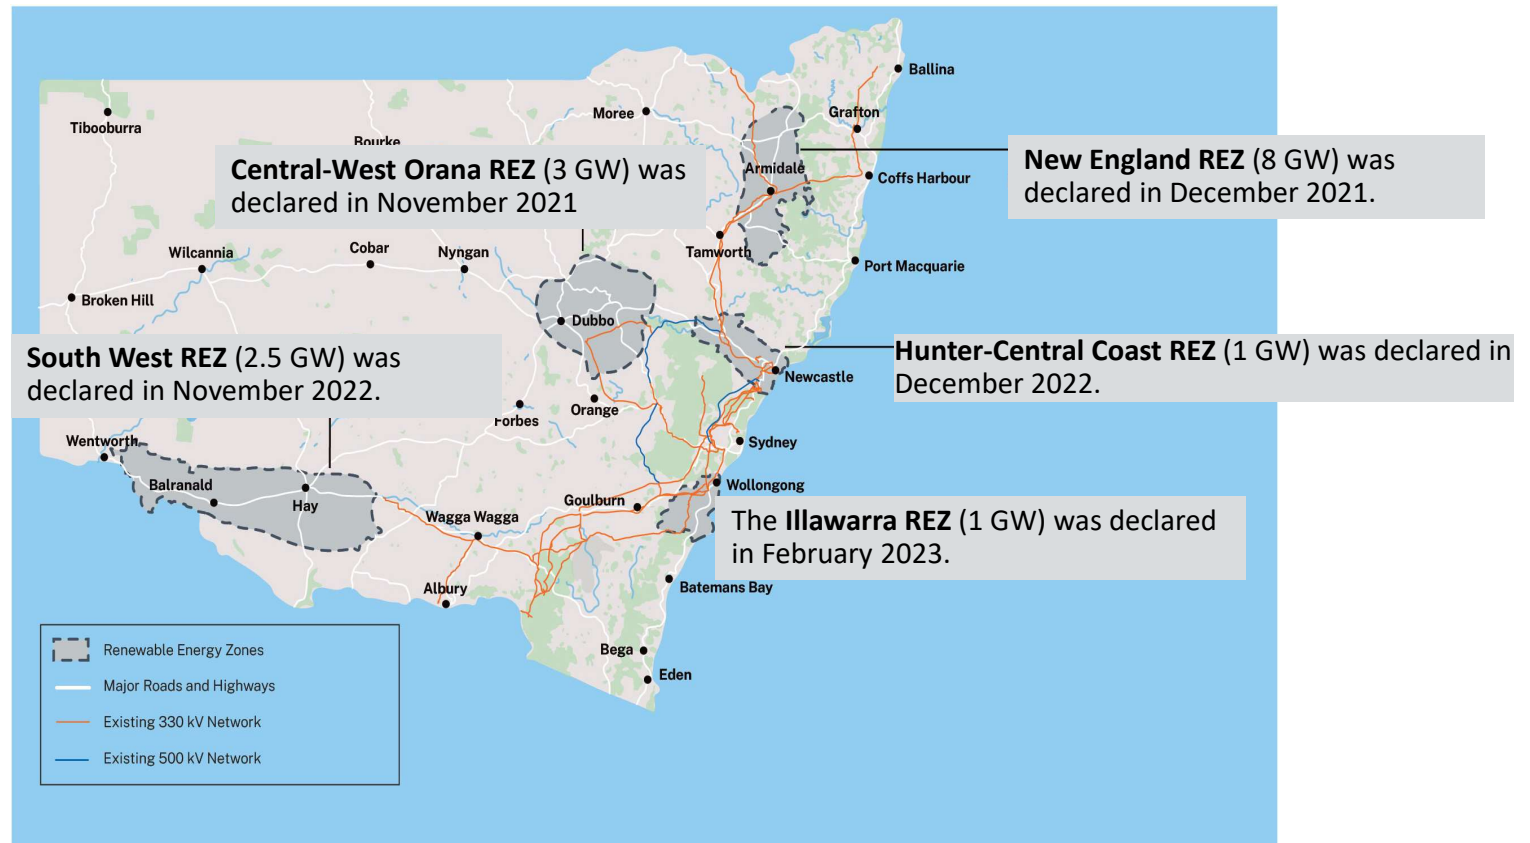 Ballina
Tibooburra
Moree
Grafton
Bourke
Central-West Orana REZ (3 GW) was
declared in November 2021
New England REZ (8 GW) was
declared in December 2021.
Armidale
Coffs Harbour
Wilcannia
Cobar
Nyngan
Tamworth
Port Macquarie
Broken Hill
Dubbo
South West REZ (2.5 GW) was
declared in November 2022.
Hunter-Central Coast REZ (1 GW) was declared in
December 2022.
Newcastle
Orange
Forbes
Wentworth
Sydney
Balranald
Hay
Wollongong
Goulburn
Wagga Wagga
The Illawarra REZ (1 GW) was declared
in February 2023.
Albury
Batemans Bay
Bega
Eden
Renewable Energy Zones
Major Roads and Highways
Existing 330 kV Network
Existing 500 kV Network